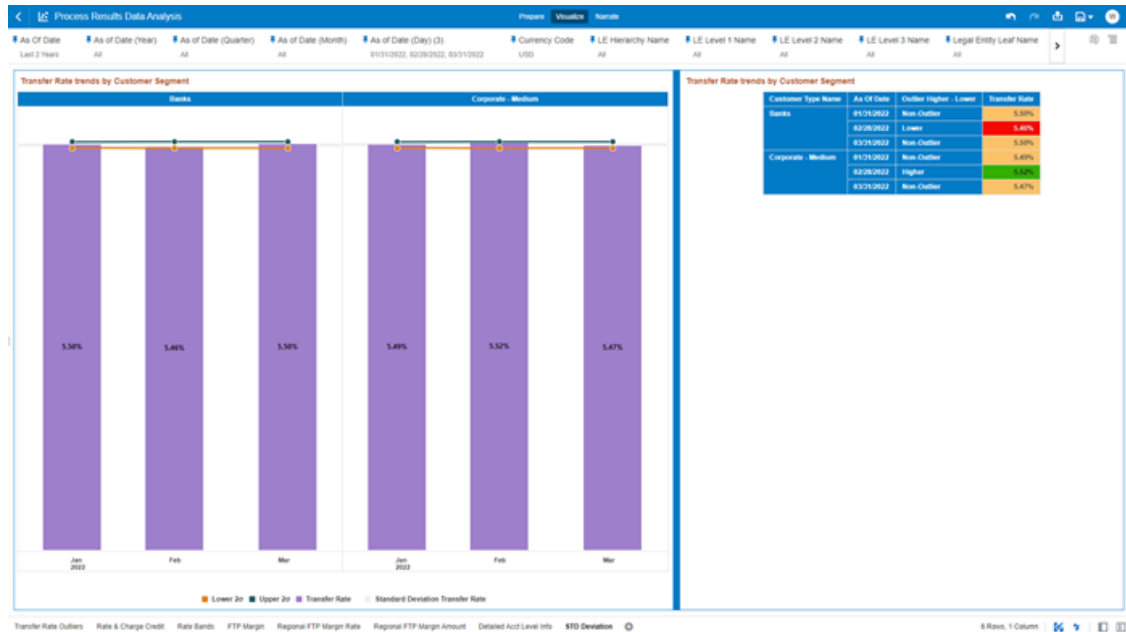 Process Results Data Analysis
Prepare Visualize Narrate
As Of Date As of Date (Year) As of Date (Quarter) As of Date (Month) As of Date (Day) (3) Currency Code LE Hierarchy Name LE Level 1 Name LE Level 2 Name LE Level 3 Name Legal Entity Leaf Name
Last 2 Years All All All 01/31/2022, 02/28/2022, 03/31/2022 USD All All All All All
Transfer Rate trends by Customer Segment
Banks Corporate - Medium
5.50% 5.46% 5.50% 5.49% 5.52% 5.47%
Jan Feb Mar Jan Feb Mar
2022 2022
Lower 2σ Upper 2σ Transfer Rate Standard Deviation Transfer Rate
Transfer Rate trends by Customer Segment
Customer Type Name As Of Date Outlier Higher - Lower Transfer Rate
Banks 01/31/2022 Non-Outlier 5.50%
02/28/2022 Lower 5.46%
03/31/2022 Non-Outlier 5.50%
Corporate - Medium 01/31/2022 Non-Outlier 5.49%
02/28/2022 Higher 5.52%
03/31/2022 Non-Outlier 5.47%
Transfer Rate Outliers Rate & Charge Credit Rate Bands FTP Margin Regional FTP Margin Rate Regional FTP Margin Amount Detailed Acct Level Info STD Deviation
6 Rows, 1 Column